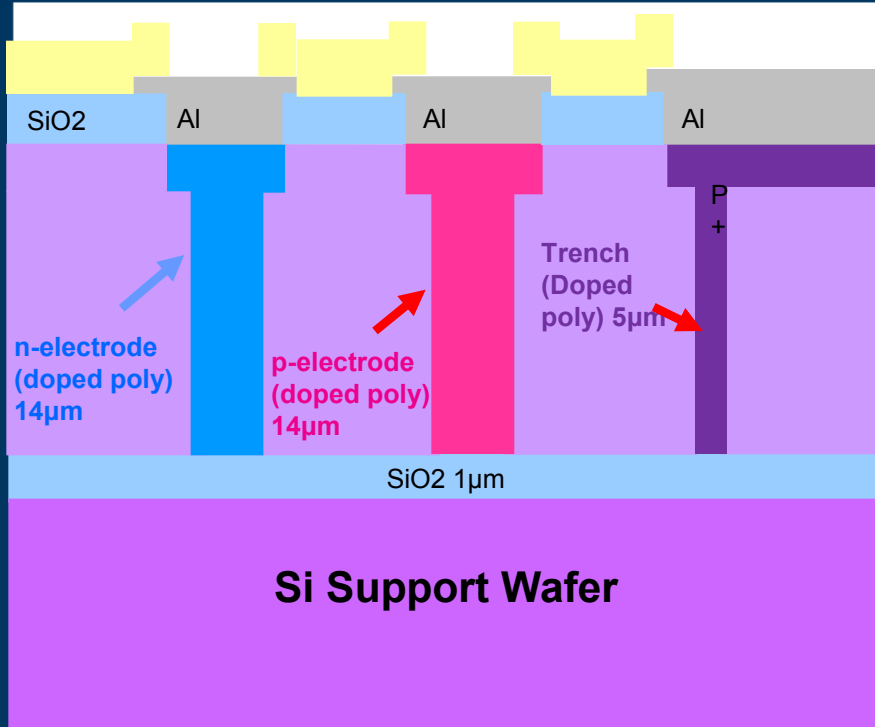 SiO2
Al
Al
Al
P
+
Trench
(Doped
poly) 5µm
n-electrode
(doped poly)
14µm
p-electrode
(doped poly)
14µm
SiO2 1µm
Si Support Wafer